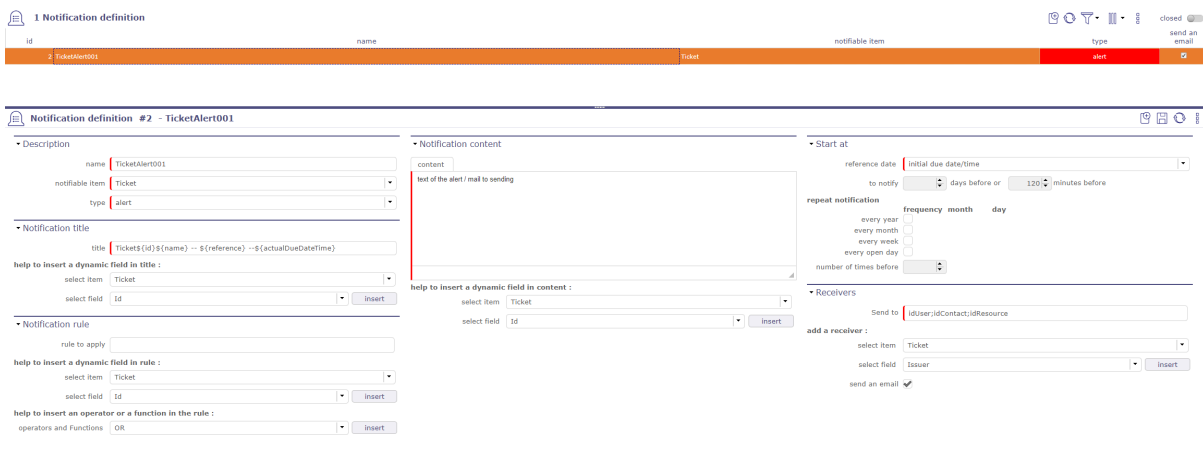 1 Notification definition
closed
id name notifiable item type send an email
2 TicketAlert001 Ticket alert
Notification definition #2 - TicketAlert001
Description
name TicketAlert001
notifiable item Ticket
type alert
Notification title
title Ticket${id}${name} -- ${reference} --${actualDueDateTime}
help to insert a dynamic field in title :
select item Ticket
select field Id insert
Notification rule
rule to apply
help to insert a dynamic field in rule :
select item Ticket
select field Id insert
help to insert an operator or a function in the rule :
operators and Functions OR insert
Notification content
content
text of the alert / mail to sending
help to insert a dynamic field in content :
select item Ticket
select field Id insert
Start at
reference date initial due date/time
to notify days before or 120 minutes before
repeat notification
frequency month day
every year
every month
every week
every open day
number of times before
Receivers
Send to idUser;idContact;idResource
add a receiver :
select item Ticket
select field Issuer insert
send an email